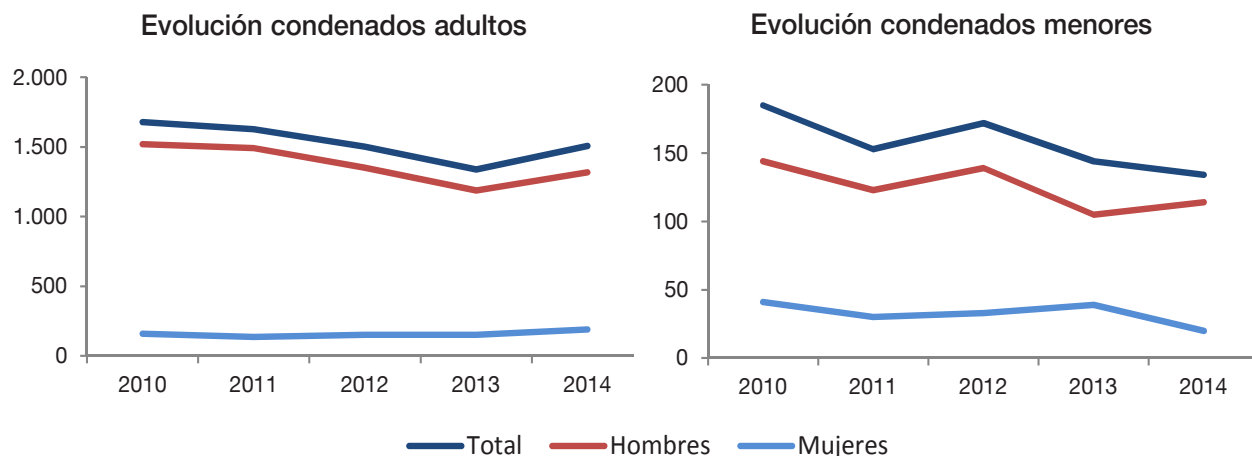 Evolución condenados adultos
2.000
1.500
1.000
500
0
2010 2011 2012 2013 2014
Evolución condenados menores
200
150
100
50
0
2010 2011 2012 2013 2014
Total Hombres Mujeres